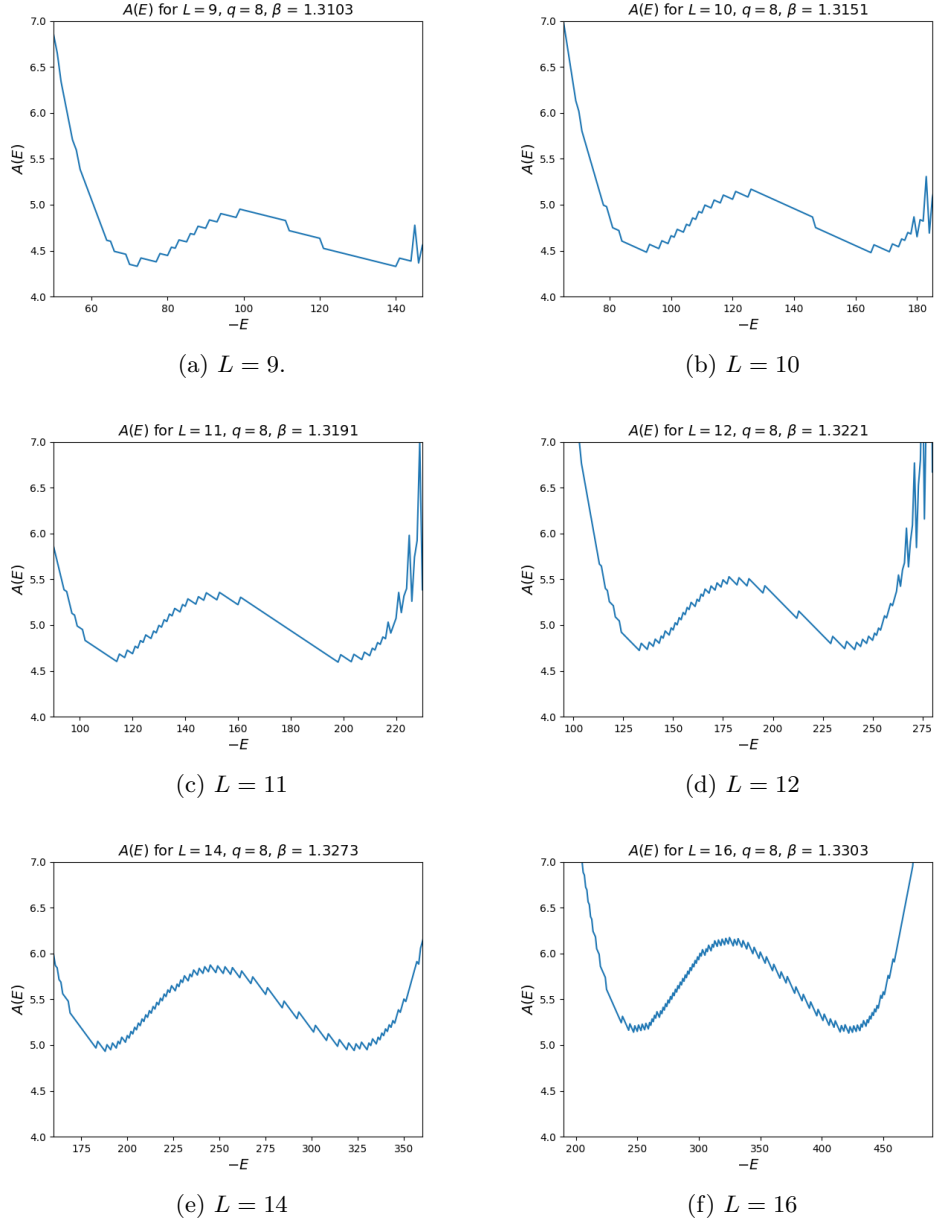 A(E) for L = 9, q = 8, β = 1.3103
7.0
6.5
6.0
5.5
5.0
4.5
4.0
A(E)
60 80 100 120 140
−E
(a) L = 9.
A(E) for L = 10, q = 8, β = 1.3151
7.0
6.5
6.0
5.5
5.0
4.5
4.0
A(E)
80 100 120 140 160 180
−E
(b) L = 10
A(E) for L = 11, q = 8, β = 1.3191
7.0
6.5
6.0
5.5
5.0
4.5
4.0
A(E)
100 120 140 160 180 200 220
−E
(c) L = 11
A(E) for L = 12, q = 8, β = 1.3221
7.0
6.5
6.0
5.5
5.0
4.5
4.0
A(E)
100 125 150 175 200 225 250 275
−E
(d) L = 12
A(E) for L = 14, q = 8, β = 1.3273
7.0
6.5
6.0
5.5
5.0
4.5
4.0
A(E)
175 200 225 250 275 300 325 350
−E
(e) L = 14
A(E) for L = 16, q = 8, β = 1.3303
7.0
6.5
6.0
5.5
5.0
4.5
4.0
A(E)
200 250 300 350 400 450
−E
(f) L = 16